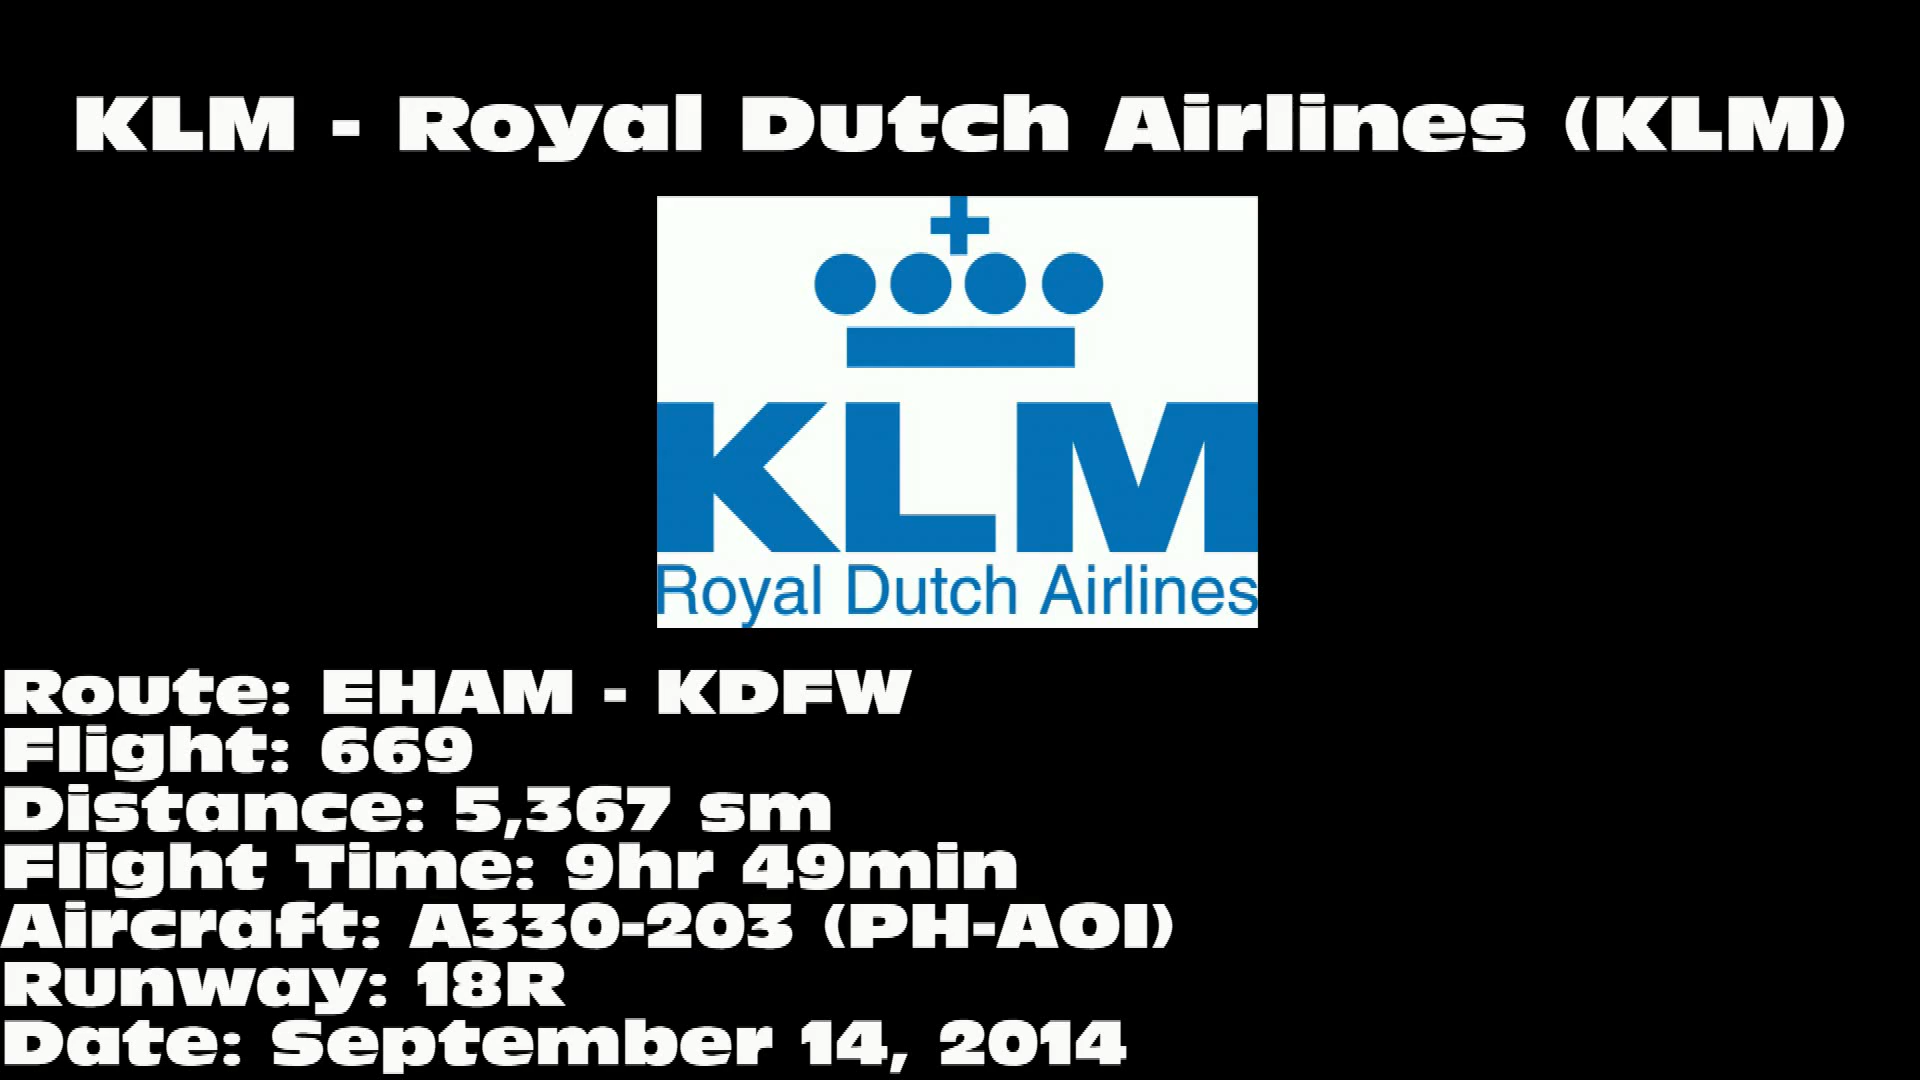 KLM - Royal Dutch Airlines (KLM)
KLM
Royal Dutch Airlines
Route: EHAM - KDFW
Flight: 669
Distance: 5,367 sm
Flight Time: 9hr 49min
Aircraft: A330-203 (PH-AOI)
Runway: 18R
Date: September 14, 2014